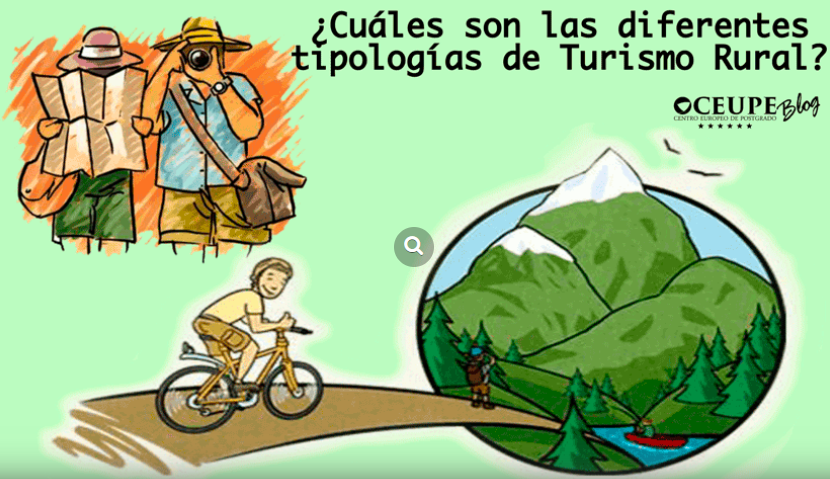 ¿Cuáles son las diferentes
tipologías de Turismo Rural?
CEUPE Blog
CENTRO EUROPEO DE POSTGRADO